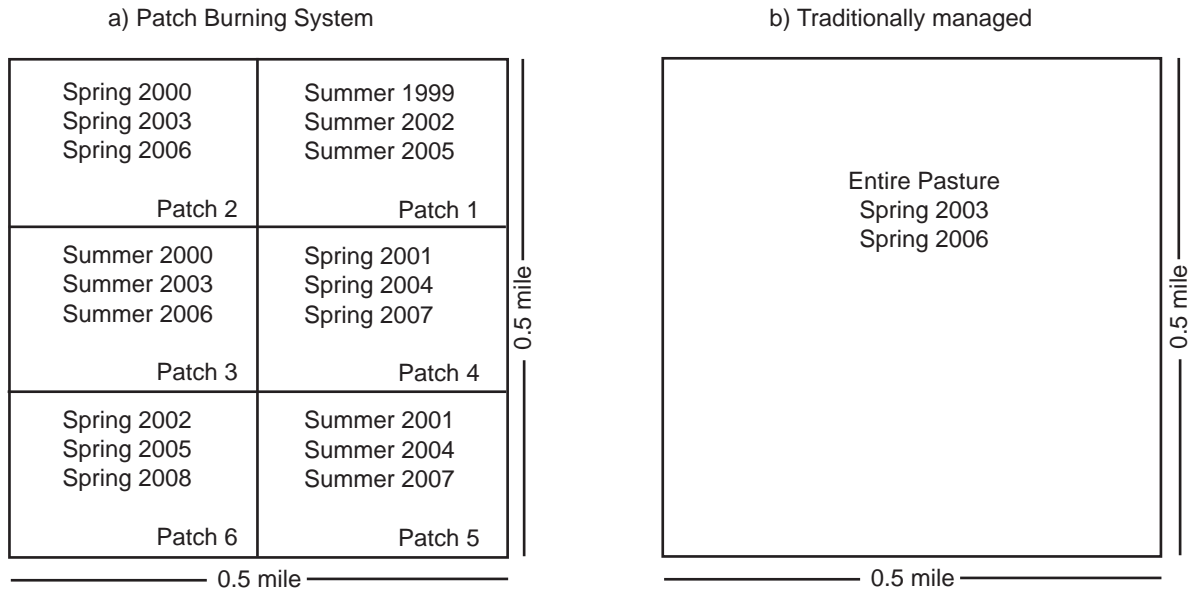 a) Patch Burning System
Spring 2000
Spring 2003
Spring 2006
Patch 2
Summer 1999
Summer 2002
Summer 2005
Patch 1
Summer 2000
Summer 2003
Summer 2006
Patch 3
Spring 2001
Spring 2004
Spring 2007
Patch 4
Spring 2002
Spring 2005
Spring 2008
Patch 6
Summer 2001
Summer 2004
Summer 2007
Patch 5
0.5 mile
0.5 mile
b) Traditionally managed
Entire Pasture
Spring 2003
Spring 2006
0.5 mile
0.5 mile